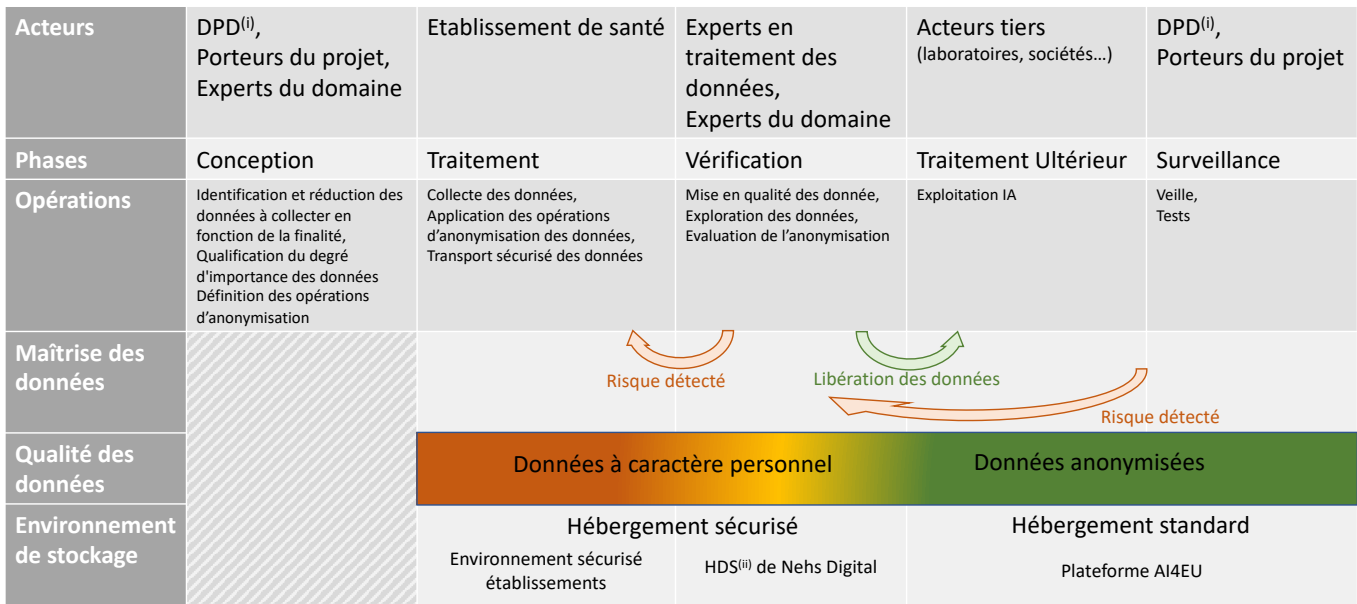 Acteurs
DPD(i),
Porteurs du projet,
Experts du domaine
Etablissement de santé
Experts en
traitement des
données,
Experts du domaine
Acteurs tiers
(laboratoires, sociétés…)
DPD(i),
Porteurs du projet
Phases
Conception
Traitement
Vérification
Traitement Ultérieur
Surveillance
Opérations
Identification et réduction des
données à collecter en
fonction de la finalité,
Qualification du degré
d'importance des données
Définition des opérations
d’anonymisation
Collecte des données,
Application des opérations
d’anonymisation des données,
Transport sécurisé des données
Mise en qualité des donnée,
Exploration des données,
Evaluation de l’anonymisation
Exploitation IA
Veille,
Tests
Maîtrise des
données
Risque détecté
Libération des données
Risque détecté
Qualité des
données
Données à caractère personnel
Données anonymisées
Environnement
de stockage
Hébergement sécurisé
Hébergement standard
Environnement sécurisé
établissements
HDS(ii) de Nehs Digital
Plateforme AI4EU